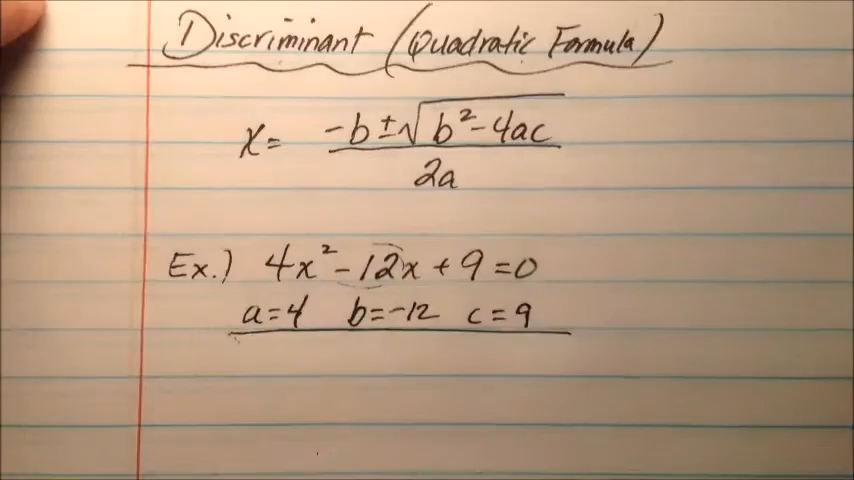 Discriminant (Quadratic Formula)
x = -b ± √b² - 4ac
2a
Ex.) 4x² - 12x + 9 = 0
a = 4 b = -12 c = 9